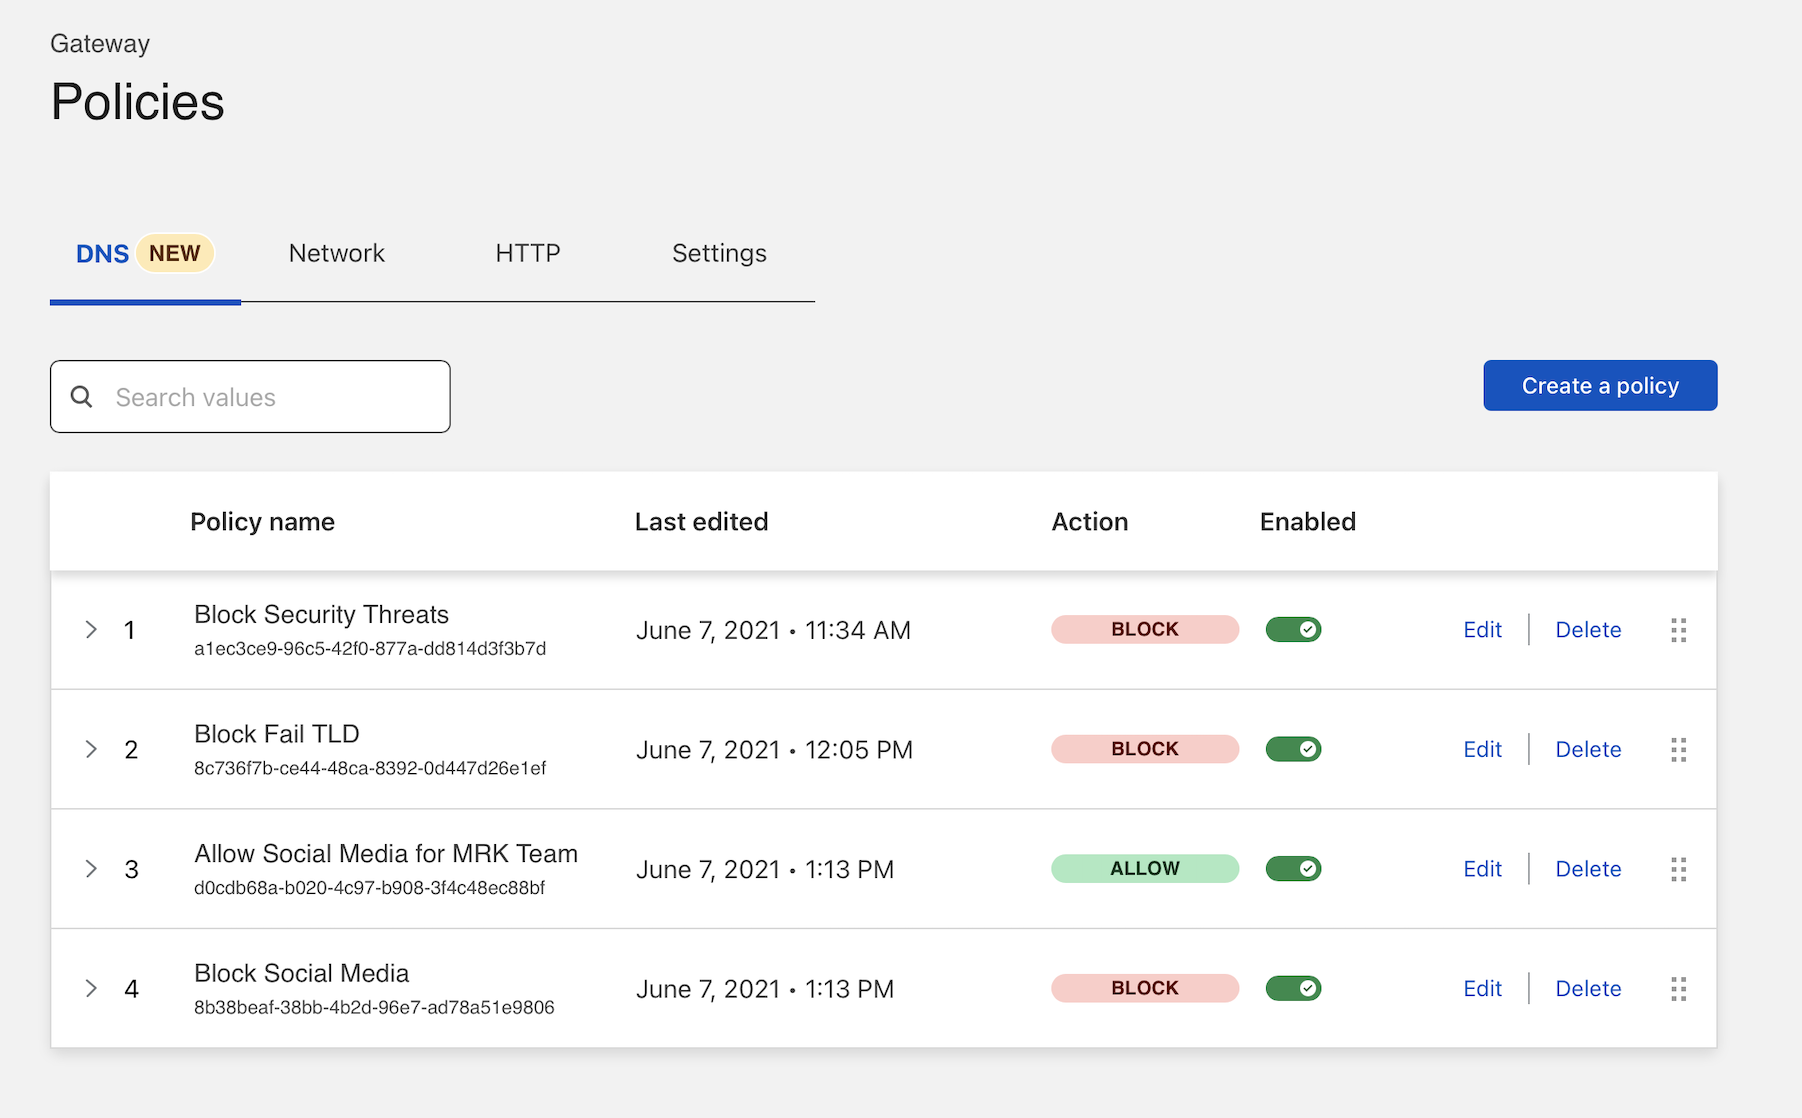 Gateway
Policies
DNS NEW Network HTTP Settings
Search values
Create a policy
Policy name Last edited Action Enabled
1 Block Security Threats June 7, 2021 • 11:34 AM BLOCK Edit Delete
a1ec3ce9-96c5-42f0-877a-dd814d3f3b7d
2 Block Fail TLD June 7, 2021 • 12:05 PM BLOCK Edit Delete
8c736f7b-ce44-48ca-8392-0d447d26e1ef
3 Allow Social Media for MRK Team June 7, 2021 • 1:13 PM ALLOW Edit Delete
d0cdb68a-b020-4c97-b908-3f4c48ec88bf
4 Block Social Media June 7, 2021 • 1:13 PM BLOCK Edit Delete
8b38beaf-38bb-4b2d-96e7-ad78a51e9806